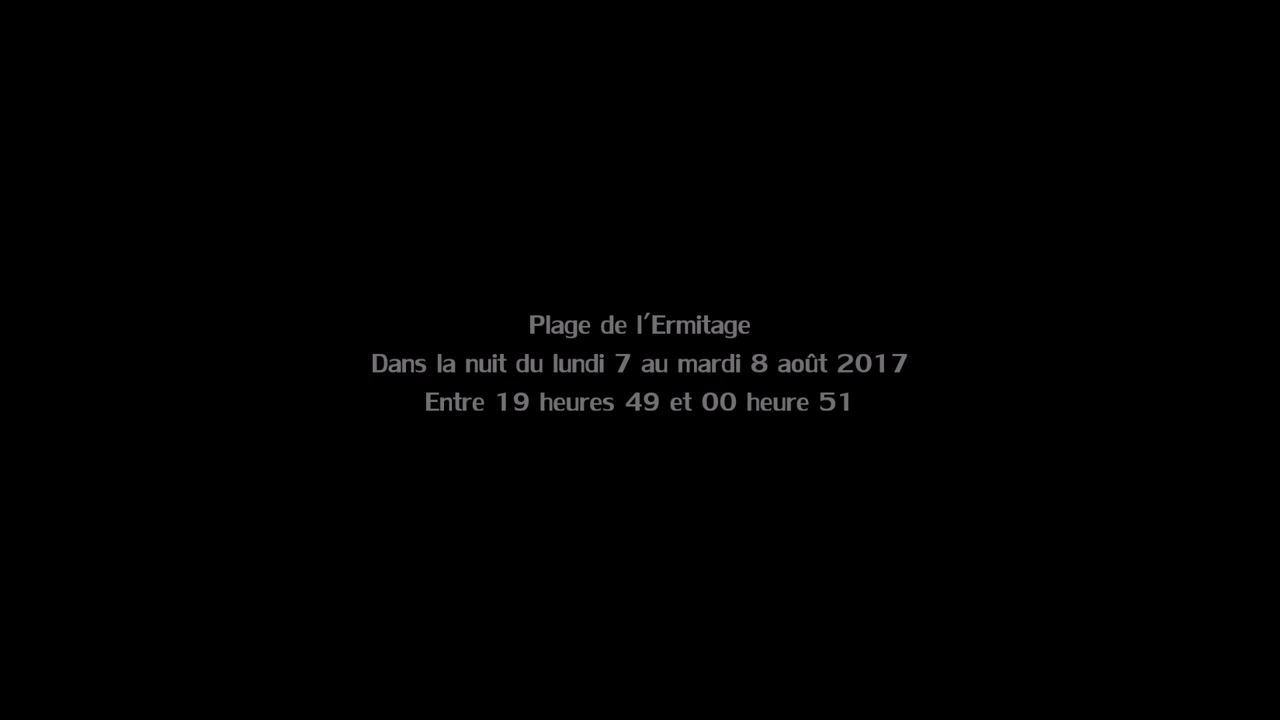 Plage de l'Ermitage
Dans la nuit du lundi 7 au mardi 8 août 2017
Entre 19 heures 49 et 00 heure 51